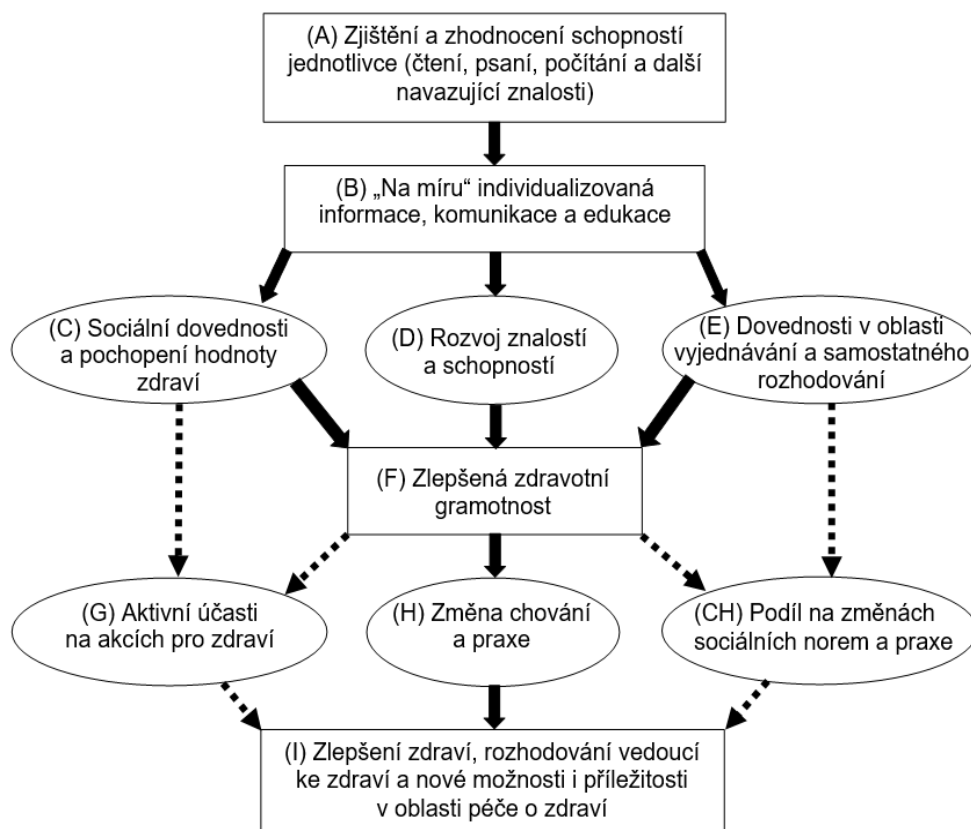 (A) Zjištění a zhodnocení schopností
jednotlivce (čtení, psaní, počítání a další
navazující znalosti)
(B) „Na míru“ individualizovaná
informace, komunikace a edukace
(C) Sociální dovednosti
a pochopení hodnoty
zdraví
(D) Rozvoj znalostí
a schopností
(E) Dovednosti v oblasti
vyjednávání a samostatného
rozhodování
(F) Zlepšená zdravotní
gramotnost
(G) Aktivní účasti
na akcích pro zdraví
(H) Změna chování
a praxe
(CH) Podíl na změnách
sociálních norem a praxe
(I) Zlepšení zdraví, rozhodování vedoucí
ke zdraví a nové možnosti i příležitosti
v oblasti péče o zdraví